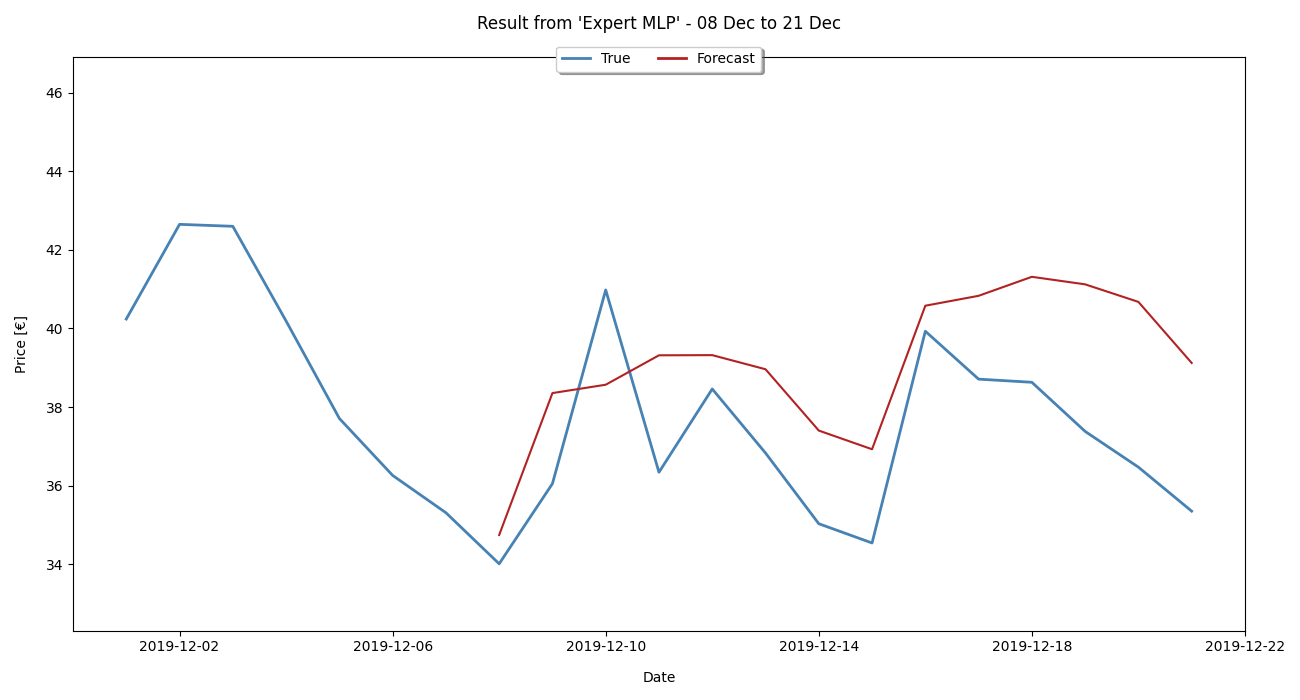 Result from 'Expert MLP' - 08 Dec to 21 Dec
True Forecast
46
44
42
40
38
36
34
Price [€]
2019-12-02 2019-12-06 2019-12-10 2019-12-14 2019-12-18 2019-12-22
Date